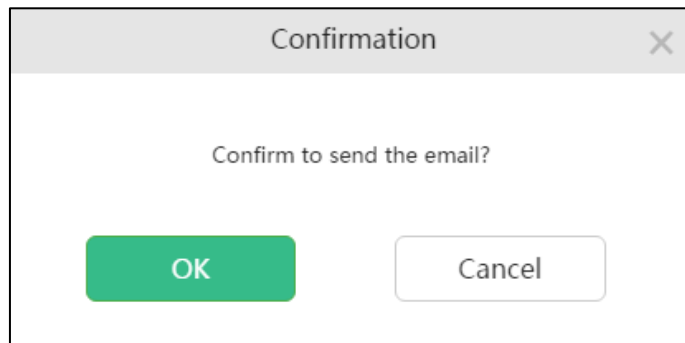 Confirmation
Confirm to send the email?
OK
Cancel